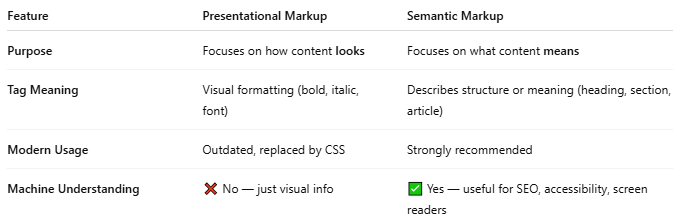 Feature Presentational Markup Semantic Markup
Purpose Focuses on how content looks Focuses on what content means
Tag Meaning Visual formatting (bold, italic, Describes structure or meaning (heading, section,
font) article)
Modern Usage Outdated, replaced by CSS Strongly recommended
Machine Understanding ❌ No — just visual info ✅ Yes — useful for SEO, accessibility, screen
readers